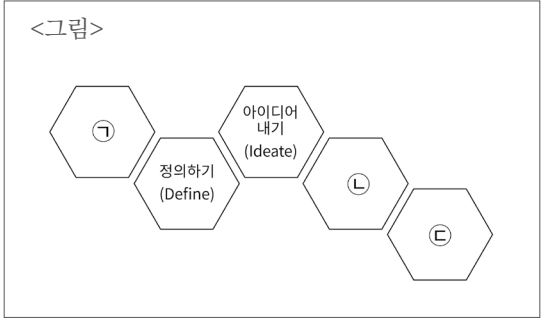 <그림>
㉠
정의하기
(Define)
아이디어
내기
(Ideate)
㉡
㉢